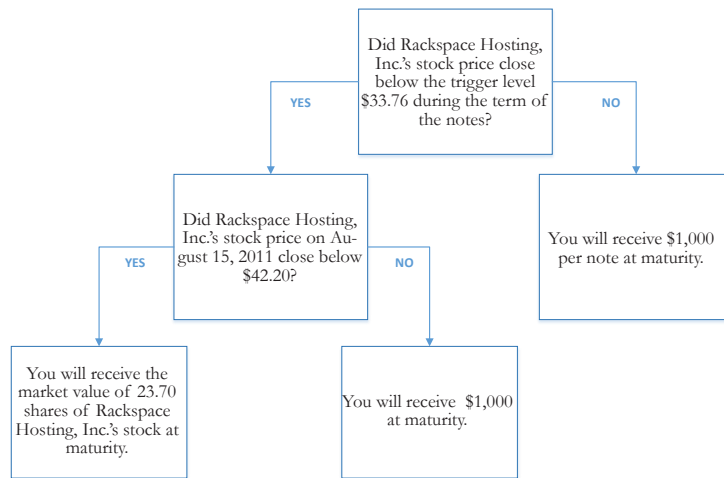 Did Rackspace Hosting,
Inc.'s stock price close
below the trigger level
$33.76 during the term of
the notes?
YES
NO
Did Rackspace Hosting,
Inc.'s stock price on Au-
gust 15, 2011 close below
$42.20?
You will receive $1,000
per note at maturity.
YES
NO
You will receive the
market value of 23.70
shares of Rackspace
Hosting, Inc.'s stock at
maturity.
You will receive $1,000
at maturity.